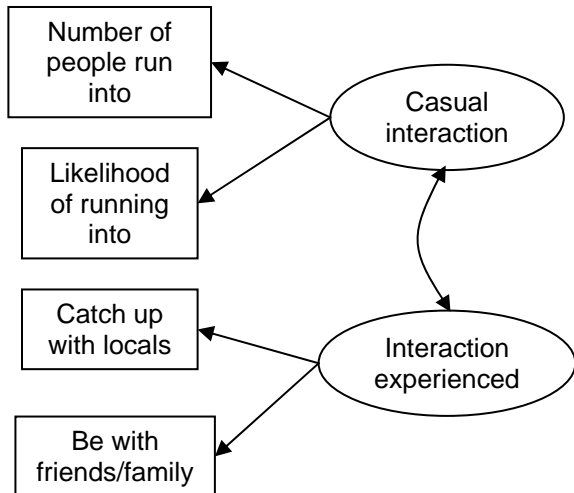 Number of
people run
into
Casual
interaction
Likelihood
of running
into
Catch up
with locals
Interaction
experienced
Be with
friends/family